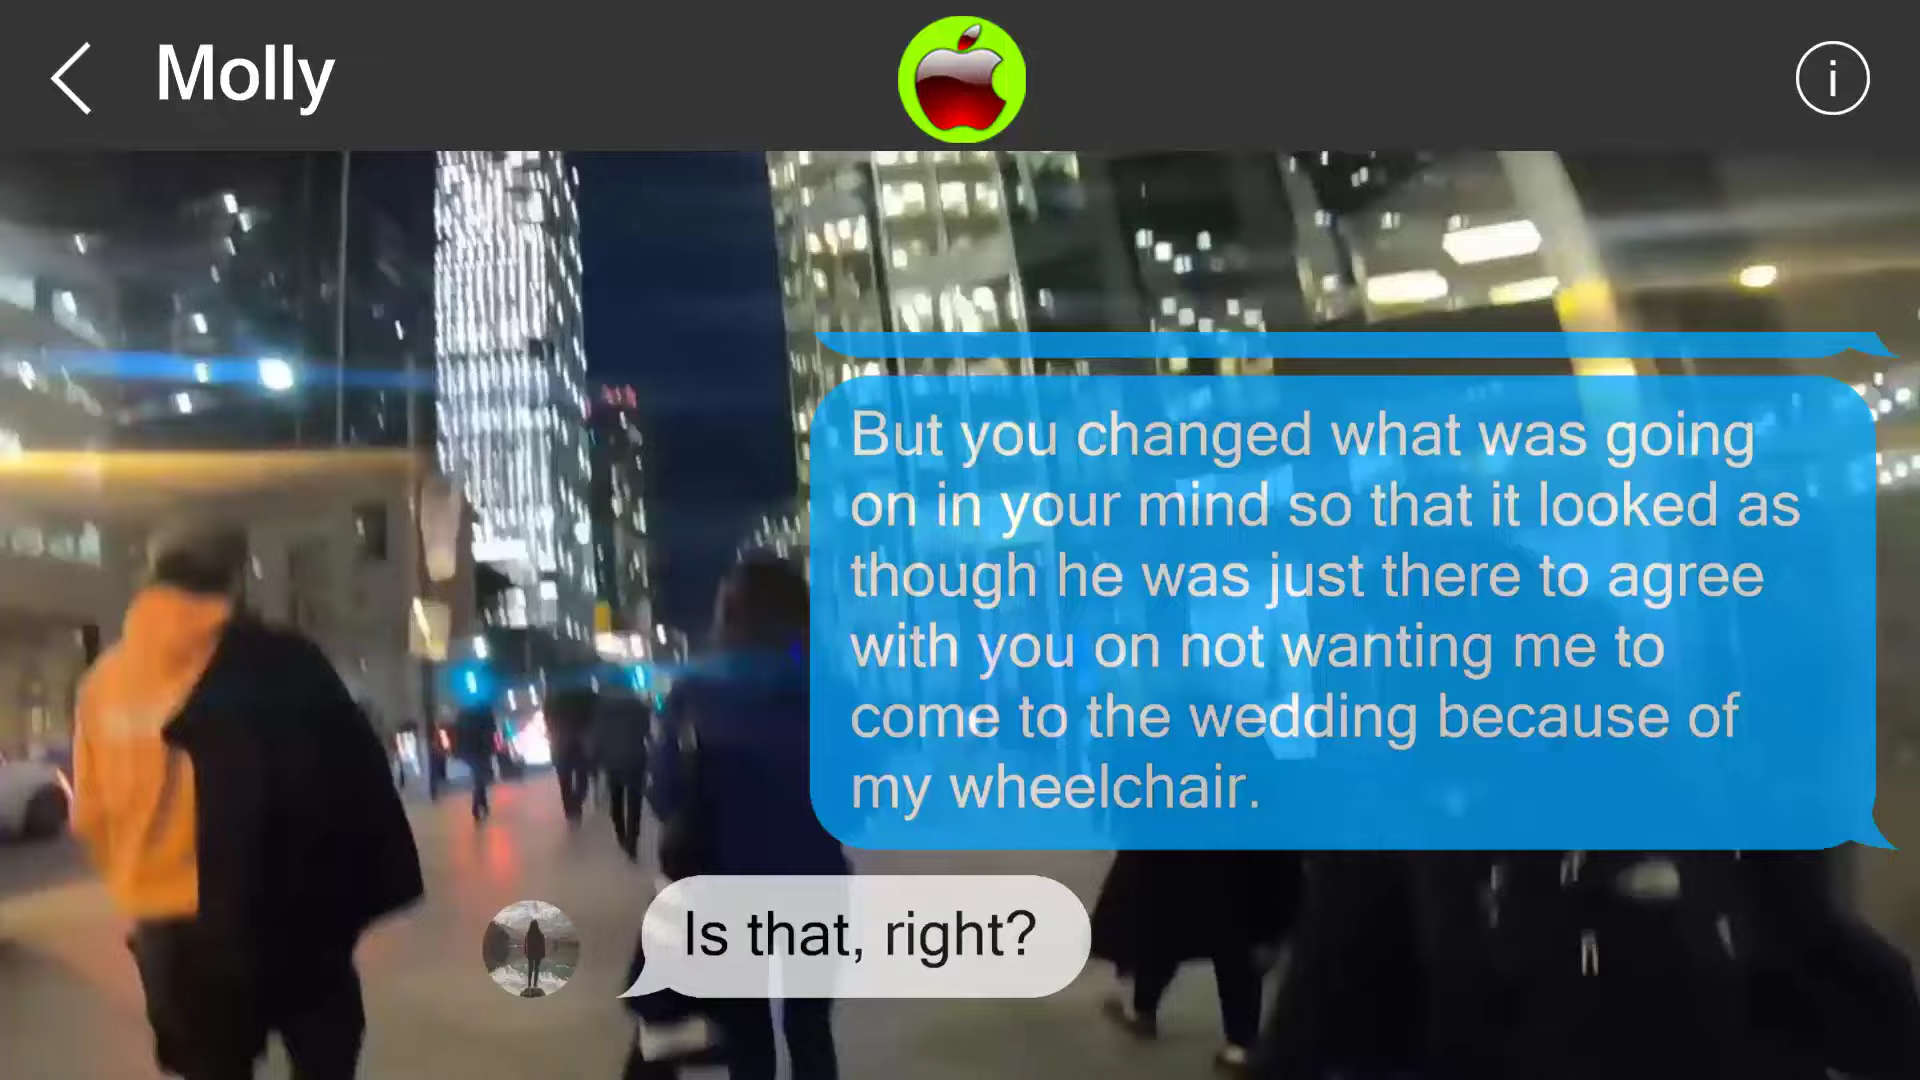 Molly
But you changed what was going
on in your mind so that it looked as
though he was just there to agree
with you on not wanting me to
come to the wedding because of
my wheelchair.
Is that, right?